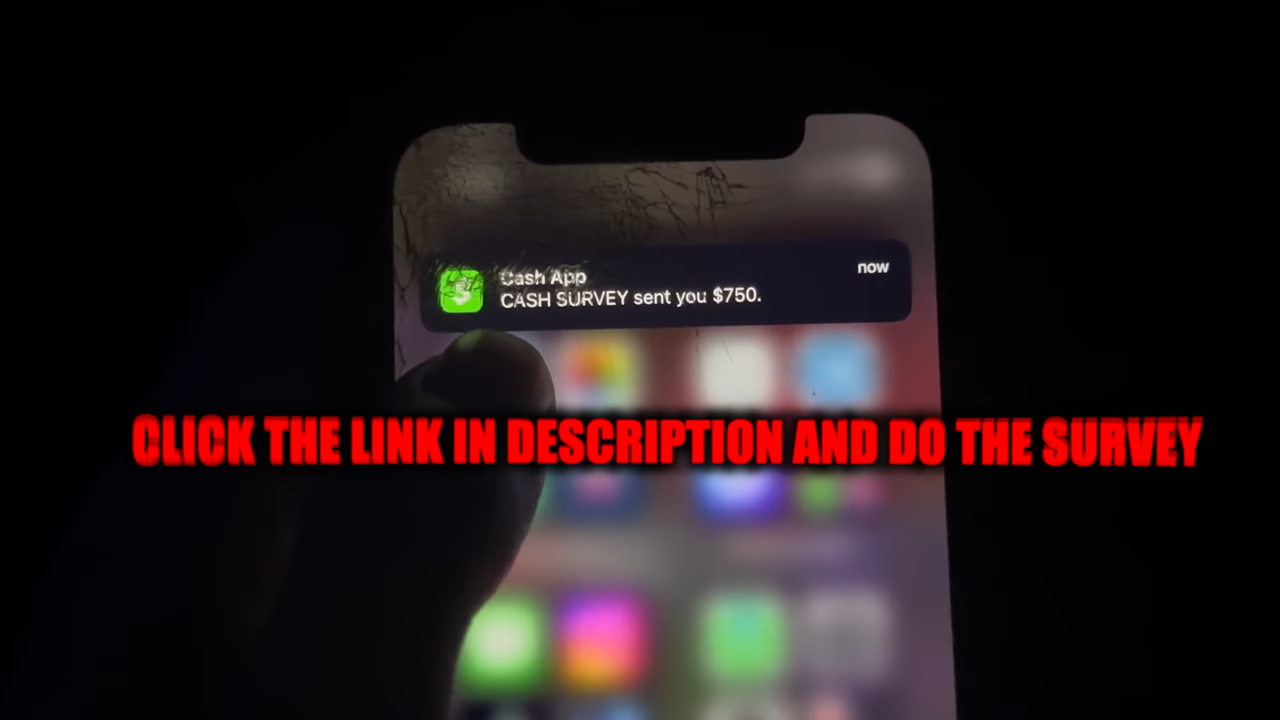 Cash App
now
CASH SURVEY sent you $750.
CLICK THE LINK IN DESCRIPTION AND DO THE SURVEY